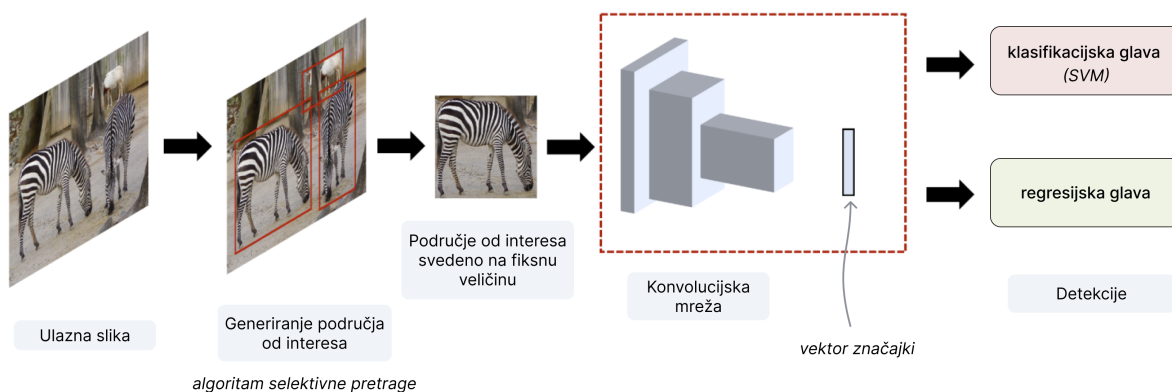 Ulazna slika
Generiranje područja
od interesa
algoritam selektivne pretrage
Područje od interesa
svedeno na fiksnu
veličinu
Konvolucijska
mreža
vektor značajki
klasifikacijska glava
(SVM)
regresijska glava
Detekcije